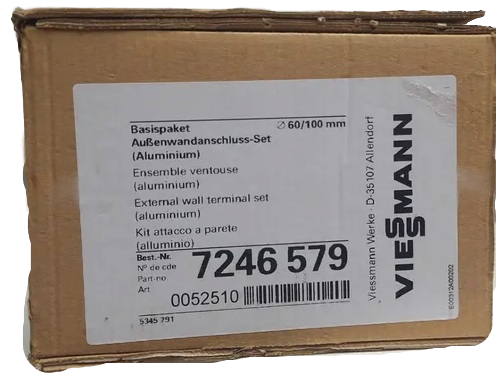 Basispaket ∅ 60/100 mm
Außenwandanschluss-Set
(Aluminium)
Ensemble ventouse
(aluminium)
External wall terminal set
(aluminium)
Kit attacco a parete
(alluminio)
Best.-Nr.
Nº de cde
Part-no
Art
7246 579
0052510
5345 791
Viessmann Werke · D-35107 Allendorf
VIESSMANN